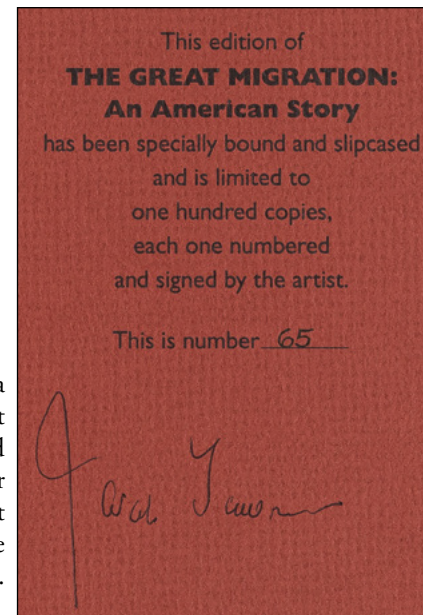 This edition of
THE GREAT MIGRATION:
An American Story
has been specially bound and slipcased
and is limited to
one hundred copies,
each one numbered
and signed by the artist.
This is number 65